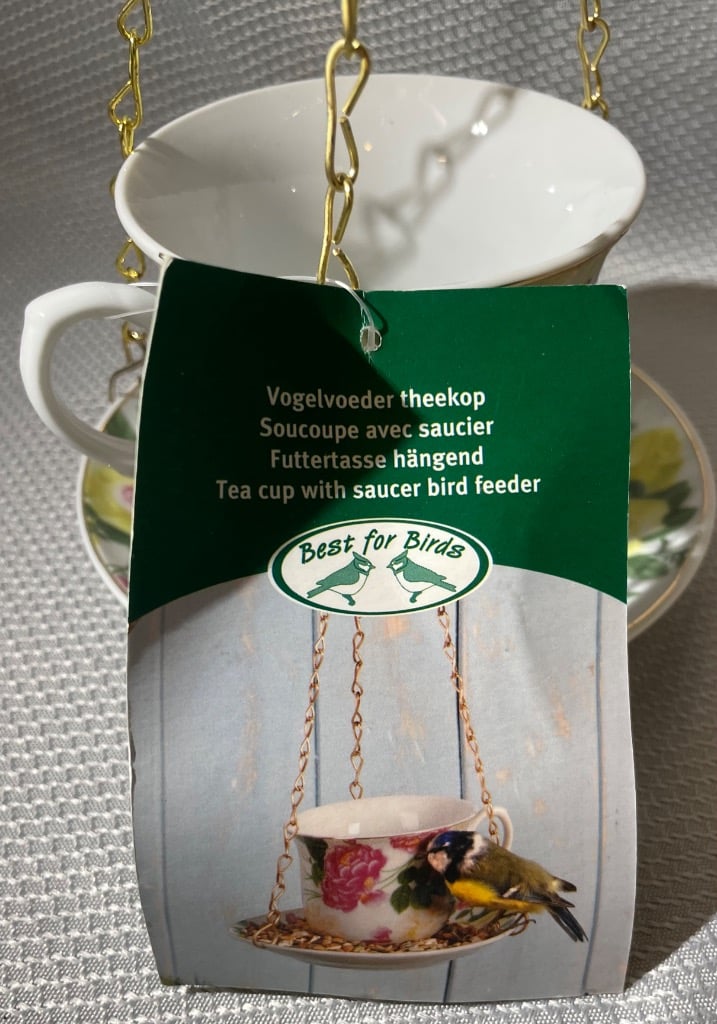 Vogelvoeder theekop
Soucoupe avec saucier
Futtertasse hängend
Tea cup with saucer bird feeder
Best for Birds